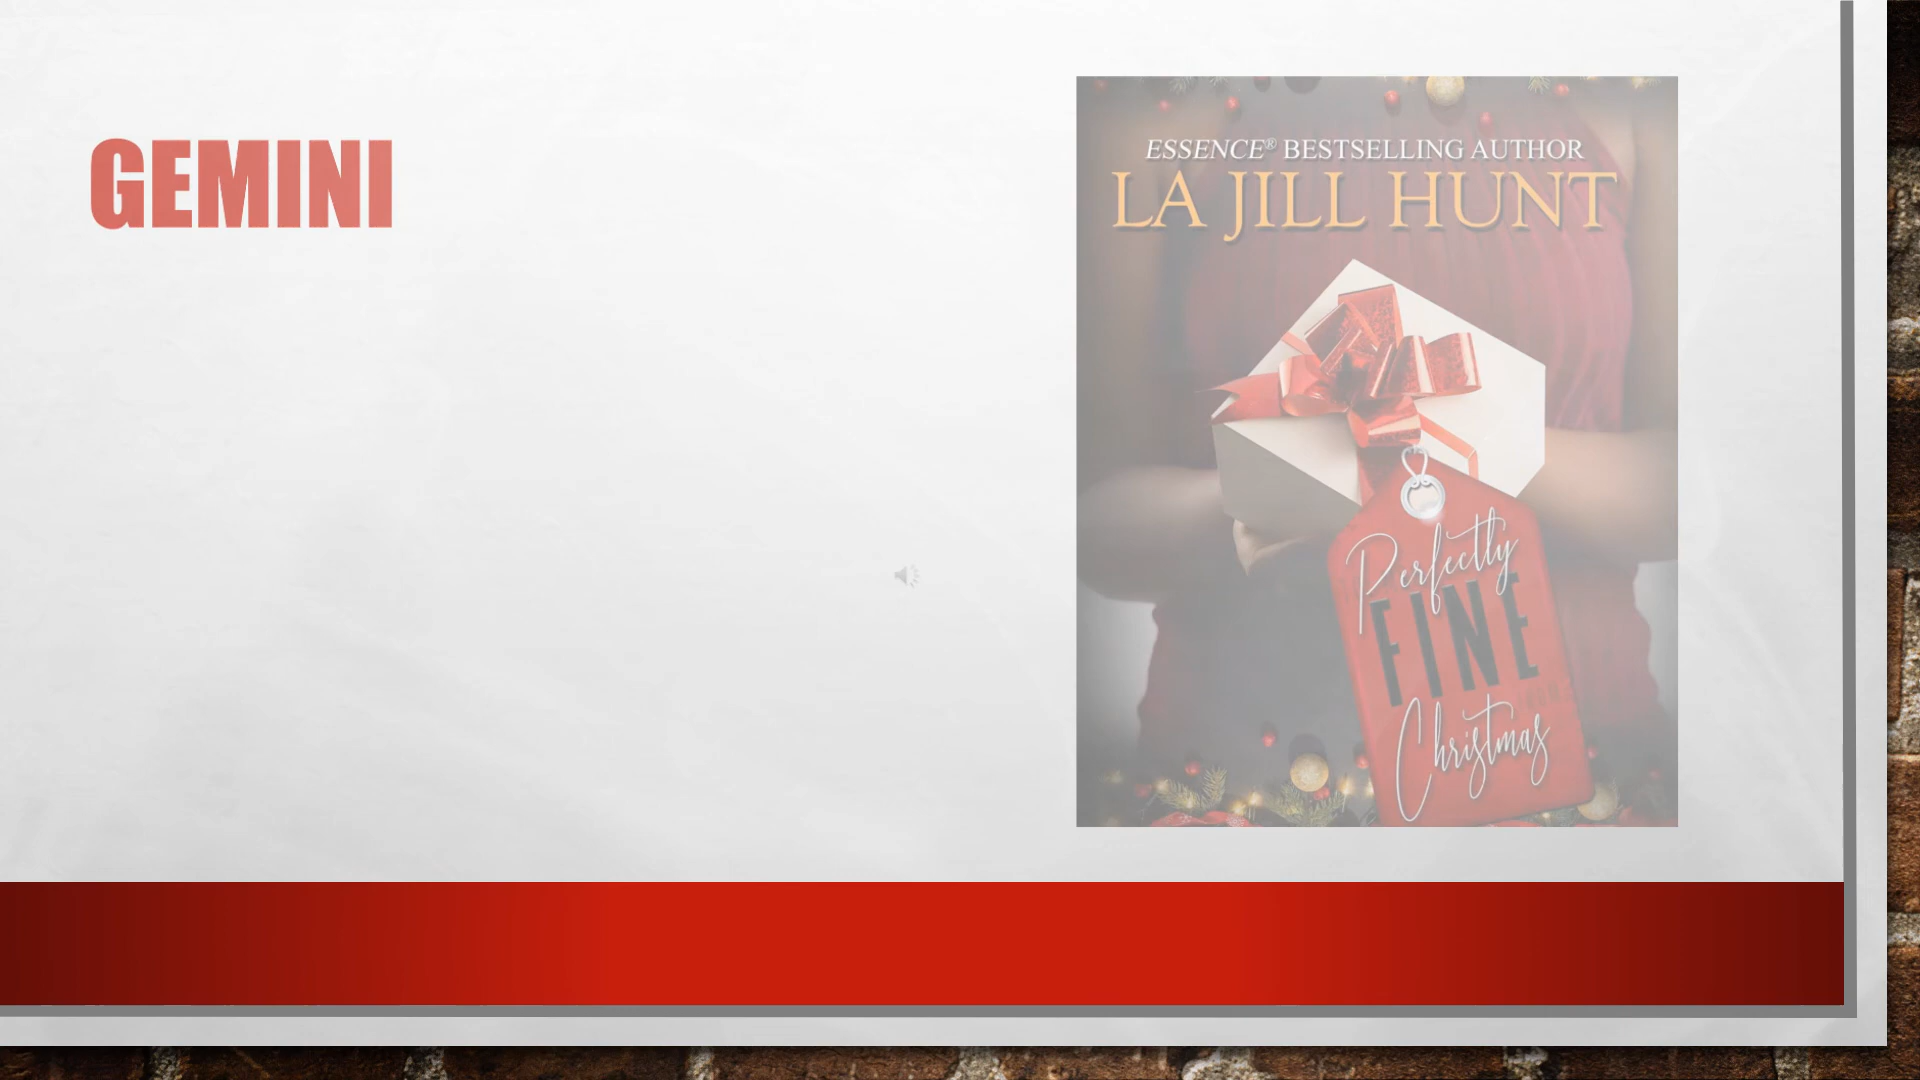 GEMINI
ESSENCE® BESTSELLING AUTHOR
LA JILL HUNT
Perfectly
FINE
Christmas